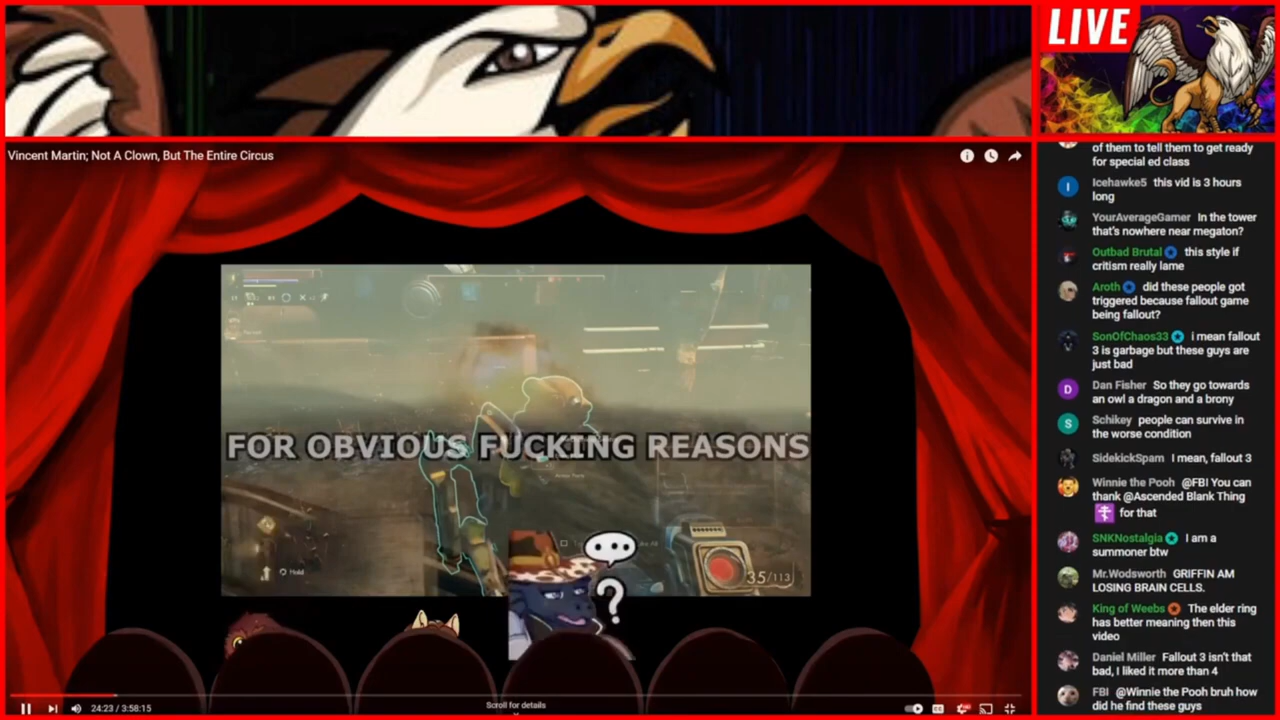 LIVE
Vincent Martin; Not A Clown, But The Entire Circus
of them to tell them to get ready
for special ed class
I
Icehawke5 this vid is 3 hours
long
YourAverageGamer In the tower
that's nowhere near megaton?
Outbad Brutal this style if
critism really lame
Aroth did these people got
triggered because fallout game
being fallout?
SonOfChaos33 i mean fallout
3 is garbage but these guys are
just bad
D
Dan Fisher So they go towards
an owl a dragon and a brony
S
Schikey people can survive in
the worse condition
SidekickSpam I mean, fallout 3
Winnie the Pooh @FBI You can
thank @Ascended Blank Thing
for that
SNKNostalgia I am a
summoner btw
Mr.Wodsworth GRIFFIN AM
LOSING BRAIN CELLS.
King of Weebs The elder ring
has better meaning then this
video
Daniel Miller Fallout 3 isn't that
bad, I liked it more than 4
FBI @Winnie the Pooh bruh how
did he find these guys
FOR OBVIOUS FUCKING REASONS
Hold
35/113
?
24:23 / 3:58:15
Scroll for details